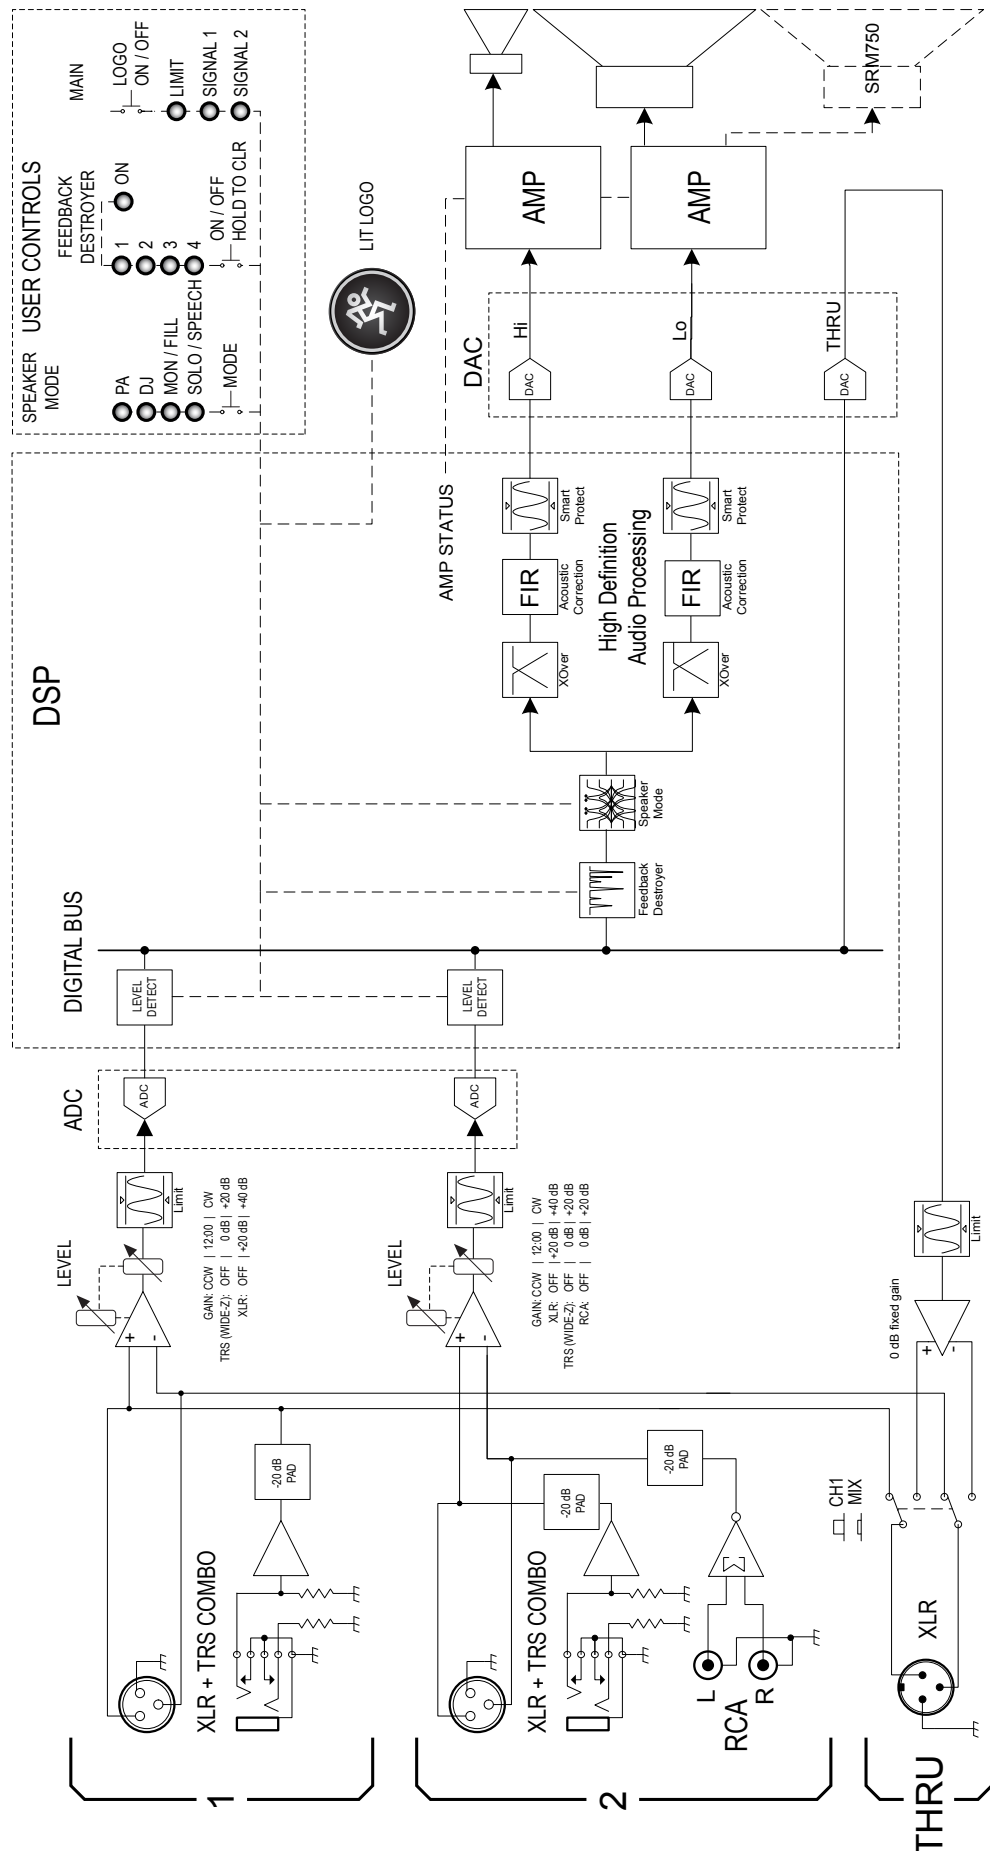 USER CONTROLS
SPEAKER
MODE
PA
DJ
MON / FILL
SOLO / SPEECH
MODE
FEEDBACK
DESTROYER
ON
1
2
3
4
ON / OFF
HOLD TO CLR
MAIN
LOGO
ON / OFF
LIMIT
SIGNAL 1
SIGNAL 2
LIT LOGO
SRM750
AMP
AMP
DAC
DAC
Hi
DAC
Lo
DAC
THRU
DSP
AMP STATUS
High Definition
Audio Processing
XOver
FIR
Acoustic
Correction
Smart
Protect
XOver
FIR
Acoustic
Correction
Smart
Protect
Feedback
Destroyer
Speaker
Mode
DIGITAL BUS
LEVEL
DETECT
LEVEL
DETECT
ADC
ADC
ADC
LEVEL
+
-
Limit
GAIN: CCW | 12:00 | CW
TRS (WIDE-Z): OFF | 0 dB | +20 dB
XLR: OFF | +20 dB | +40 dB
LEVEL
+
-
Limit
GAIN: CCW | 12:00 | CW
XLR: OFF | +20 dB | +40 dB
TRS (WIDE-Z): OFF | 0 dB | +20 dB
RCA: OFF | 0 dB | +20 dB
0 dB fixed gain
+
-
Limit
1
XLR + TRS COMBO
-20 dB
PAD
2
XLR + TRS COMBO
-20 dB
PAD
-20 dB
PAD
Σ
RCA
L
R
CH1
MIX
XLR
THRU